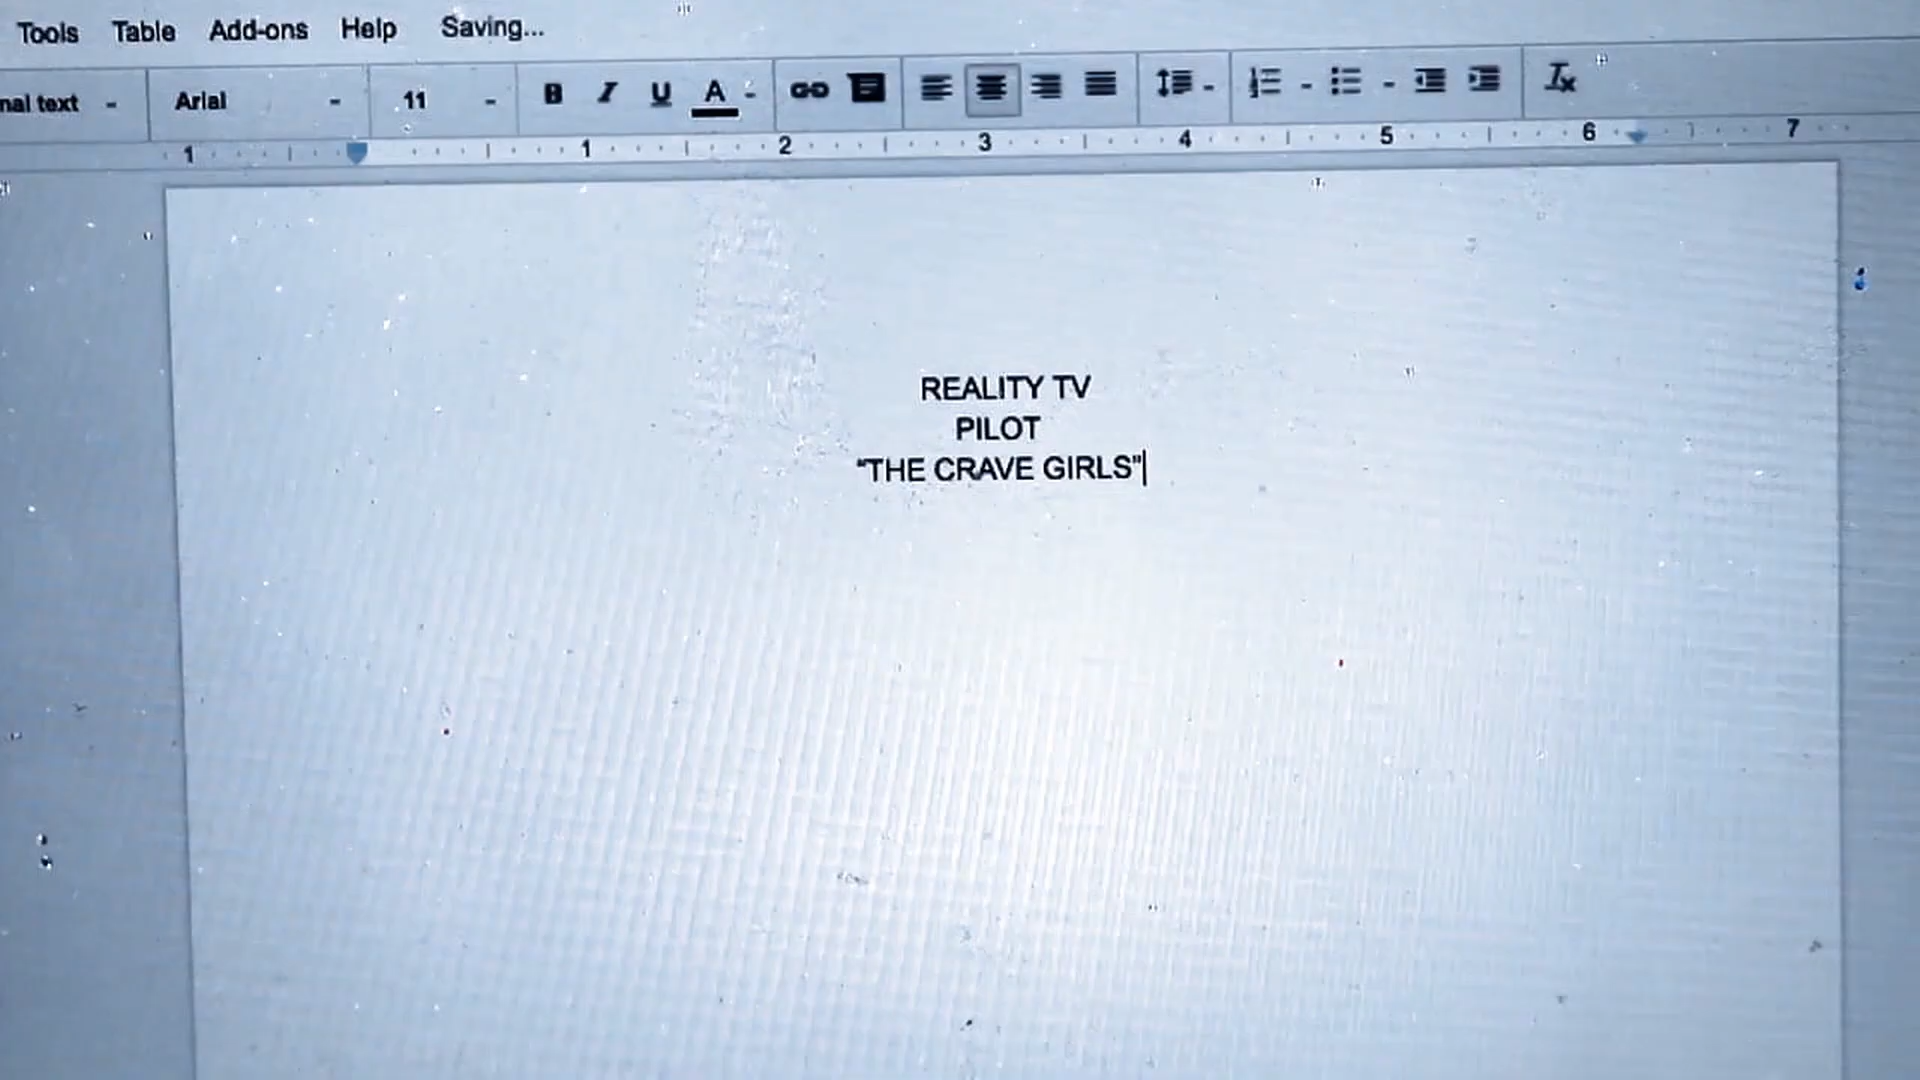 Tools Table Add-ons Help Saving...
nal text Arial 11 B I U A
1 1 2 3 4 5 6 7
REALITY TV
PILOT
“THE CRAVE GIRLS”